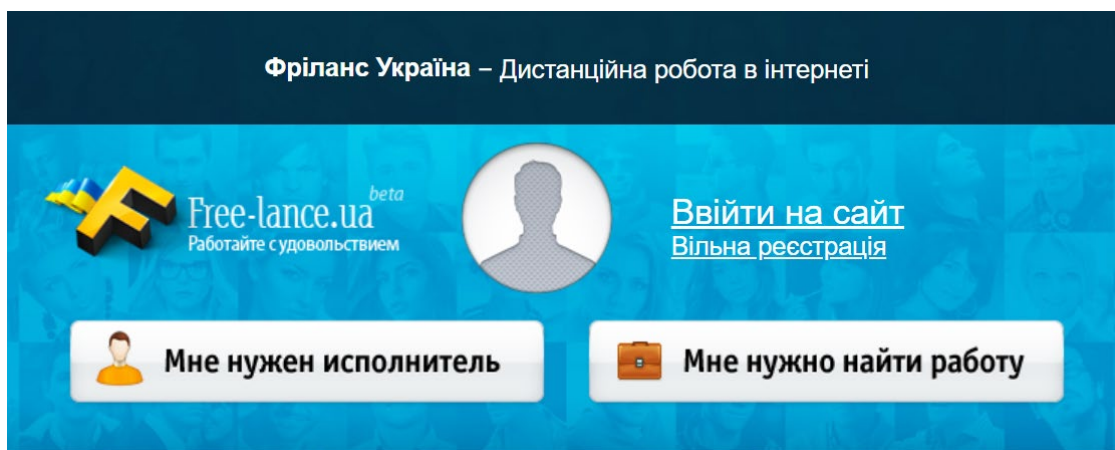 Фріланс Україна – Дистанційна робота в інтернеті
Free-lance.ua beta
Работайте с удовольствием
Ввійти на сайт
Вільна реєстрація
Мне нужен исполнитель
Мне нужно найти работу